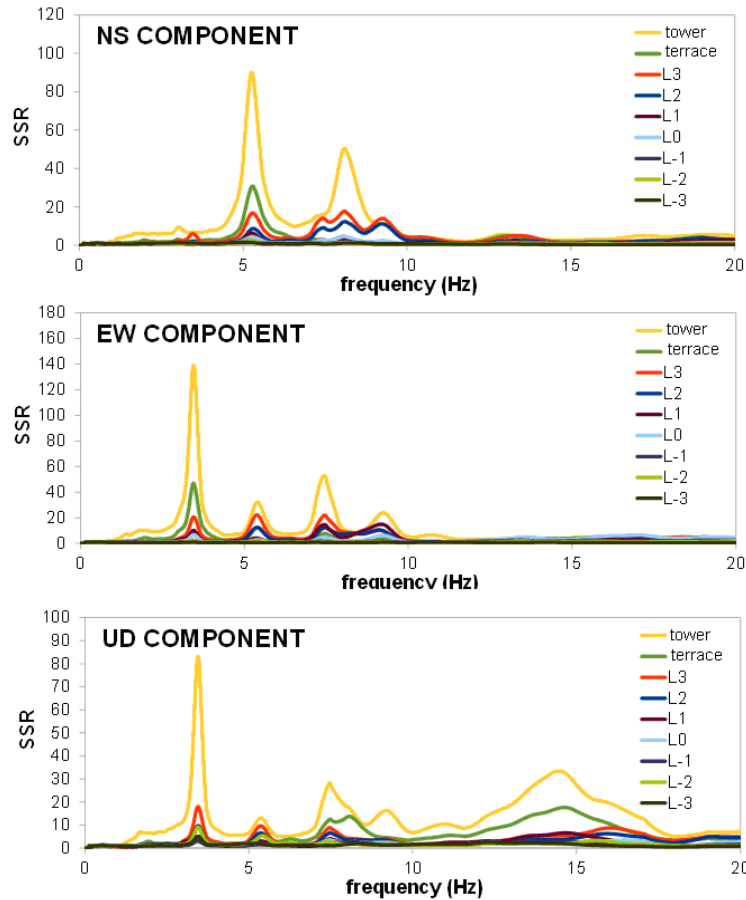 NS COMPONENT
SSR
120
100
80
60
40
20
0
0 5 10 15 20
frequency (Hz)
tower
terrace
L3
L2
L1
L0
L-1
L-2
L-3
EW COMPONENT
SSR
180
160
140
120
100
80
60
40
20
0
0 5 10 15 20
frequency (Hz)
tower
terrace
L3
L2
L1
L0
L-1
L-2
L-3
UD COMPONENT
SSR
100
90
80
70
60
50
40
30
20
10
0
0 5 10 15 20
frequency (Hz)
tower
terrace
L3
L2
L1
L0
L-1
L-2
L-3